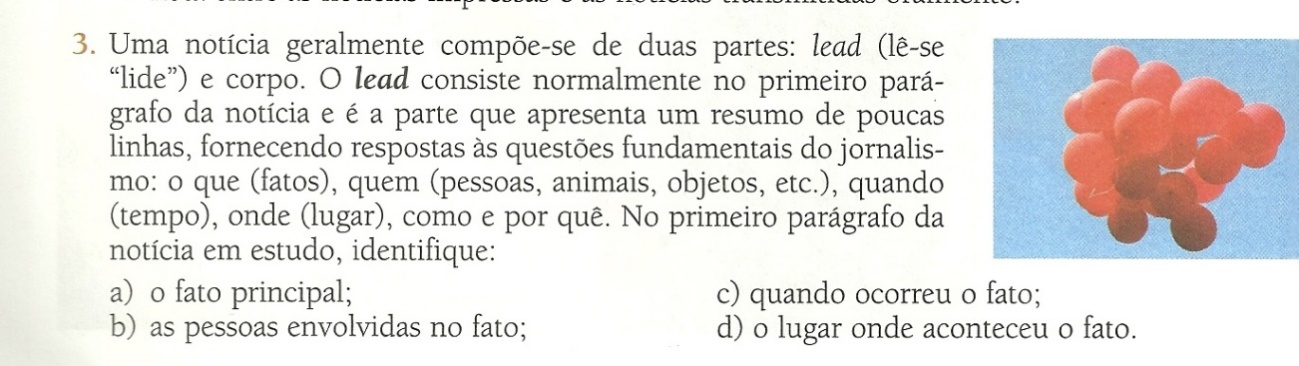 3. Uma notícia geralmente compõe-se de duas partes: lead (lê-se
“lide”) e corpo. O lead consiste normalmente no primeiro pará-
grafo da notícia e é a parte que apresenta um resumo de poucas
linhas, fornecendo respostas às questões fundamentais do jornalis-
mo: o que (fatos), quem (pessoas, animais, objetos, etc.), quando
(tempo), onde (lugar), como e por quê. No primeiro parágrafo da
notícia em estudo, identifique:
a) o fato principal;
b) as pessoas envolvidas no fato;
c) quando ocorreu o fato;
d) o lugar onde aconteceu o fato.